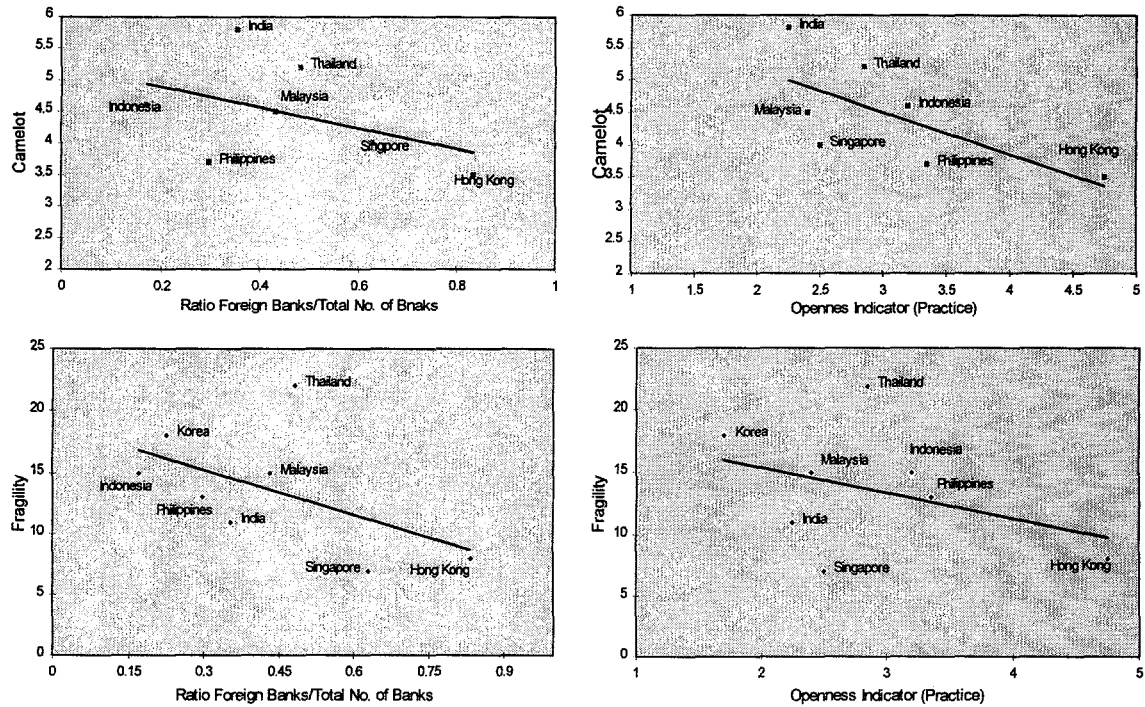 6
5.5
5
4.5
4
3.5
3
2.5
2
Camelot
India
Thailand
Malaysia
Indonesia
Philippines
Singpore
Hong Kong
0 0.2 0.4 0.6 0.8 1
Ratio Foreign Banks/Total No. of Bnaks
6
5.5
5
4.5
4
3.5
3
2.5
2
Camelot
India
Thailand
Indonesia
Malaysia
Singapore
Philippines
Hong Kong
1 1.5 2 2.5 3 3.5 4 4.5 5
Opennes Indicator (Practice)
25
20
15
10
5
0
Fragility
Thailand
Korea
Malaysia
Indonesia
Philippines
India
Singapore
Hong Kong
0 0.15 0.3 0.45 0.6 0.75 0.9
Ratio Foreign Banks/Total No. of Banks
25
20
15
10
5
0
Fragility
Thailand
Korea
Indonesia
Malaysia
Philippines
India
Singapore
Hong Kong
1 2 3 4 5
Openness Indicator (Practice)